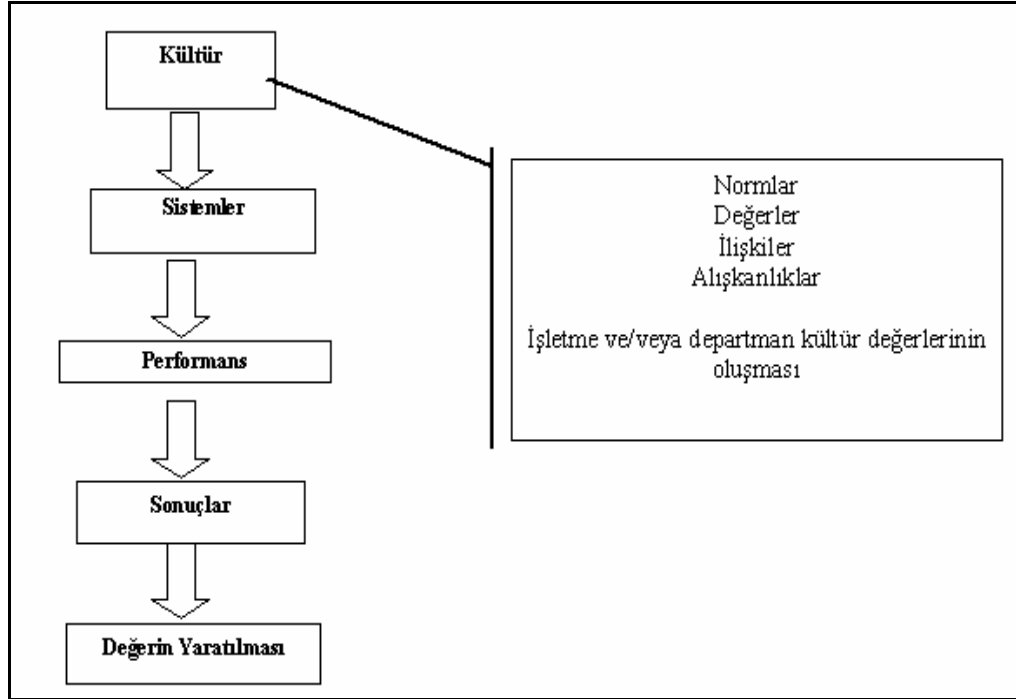 Kültür
Sistemler
Performans
Sonuçlar
Değerin Yaratılması
Normlar
Değerler
İlişkiler
Alışkanlıklar
İşletme ve/veya departman kültür değerlerinin
oluşması